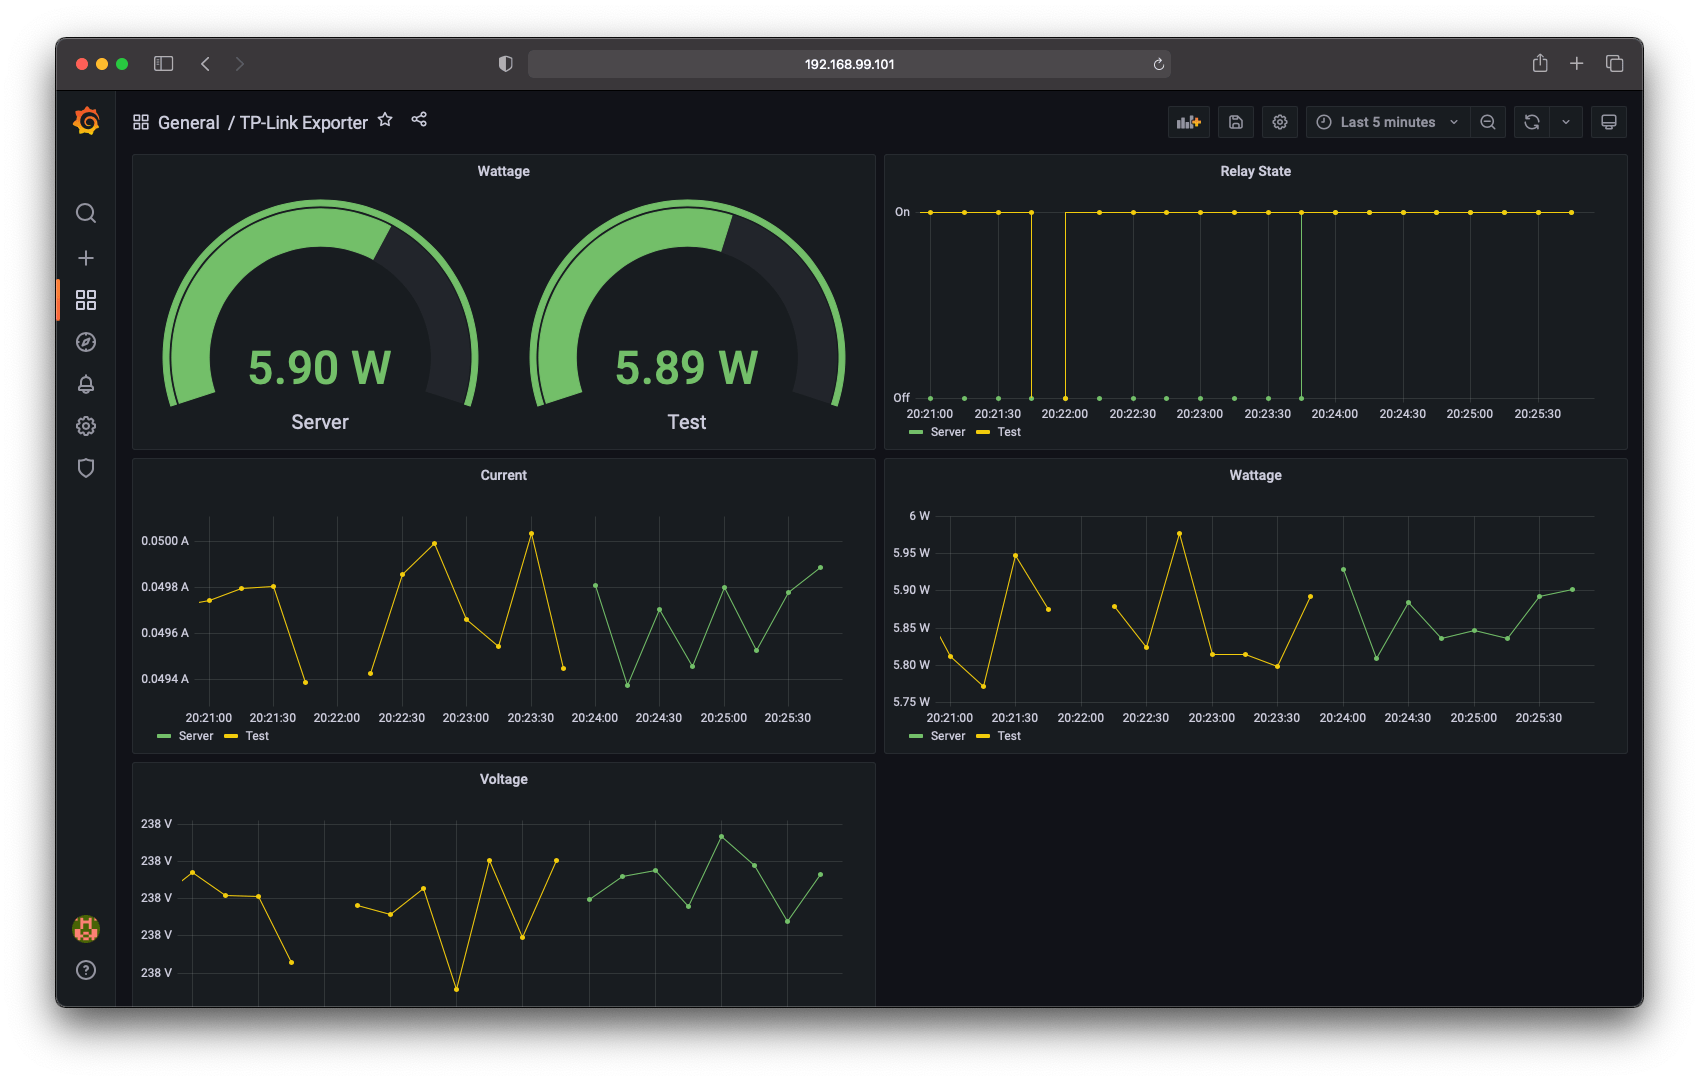 192.168.99.101
General / TP-Link Exporter
Last 5 minutes
Wattage
5.90 W
Server
5.89 W
Test
Relay State
On
Off
20:21:00 20:21:30 20:22:00 20:22:30 20:23:00 20:23:30 20:24:00 20:24:30 20:25:00 20:25:30
Server Test
Current
0.0500 A
0.0498 A
0.0496 A
0.0494 A
20:21:00 20:21:30 20:22:00 20:22:30 20:23:00 20:23:30 20:24:00 20:24:30 20:25:00 20:25:30
Server Test
Wattage
6 W
5.95 W
5.90 W
5.85 W
5.80 W
5.75 W
20:21:00 20:21:30 20:22:00 20:22:30 20:23:00 20:23:30 20:24:00 20:24:30 20:25:00 20:25:30
Server Test
Voltage
238 V
238 V
238 V
238 V
238 V